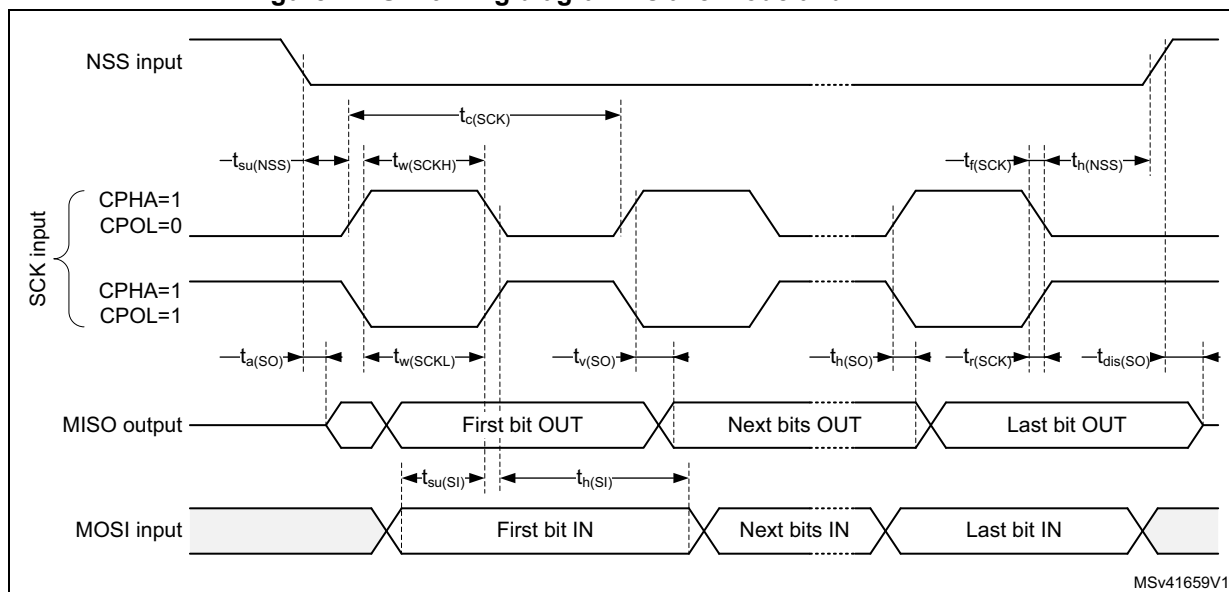 NSS input
tc(SCK)
tsu(NSS)
tw(SCKH)
tf(SCK)
th(NSS)
SCK input
CPHA=1
CPOL=0
CPHA=1
CPOL=1
ta(SO)
tw(SCKL)
tv(SO)
th(SO)
tr(SCK)
tdis(SO)
MISO output
First bit OUT
Next bits OUT
Last bit OUT
tsu(SI)
th(SI)
MOSI input
First bit IN
Next bits IN
Last bit IN
MSv41659V1